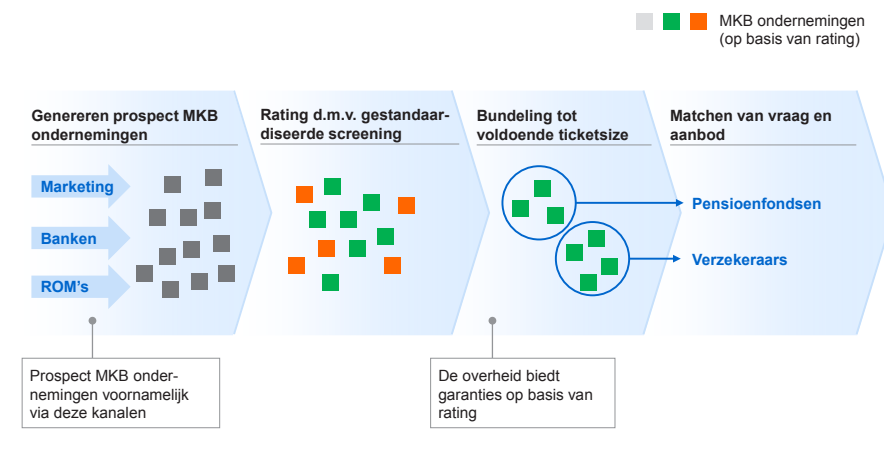 MKB ondernemingen
(op basis van rating)
Genereren prospect MKB
ondernemingen
Rating d.m.v. gestandaar-
diseerde screening
Bundeling tot
voldoende ticketsize
Matchen van vraag en
aanbod
Marketing
Banken
ROM's
Pensioenfondsen
Verzekeraars
Prospect MKB onder-
nemingen voornamelijk
via deze kanalen
De overheid biedt
garanties op basis van
rating